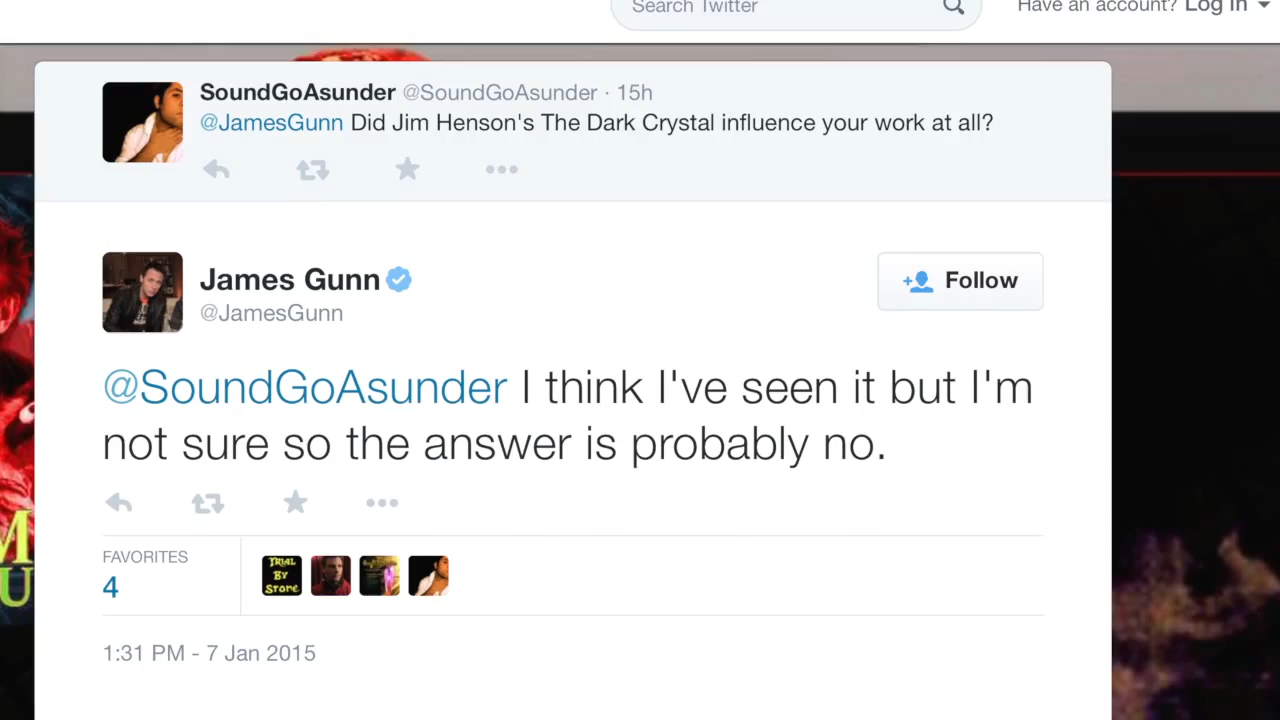 Search Twitter
Have an account? Log in
SoundGoAsunder @SoundGoAsunder · 15h
@JamesGunn Did Jim Henson's The Dark Crystal influence your work at all?
James Gunn
@JamesGunn
Follow
@SoundGoAsunder I think I've seen it but I'm
not sure so the answer is probably no.
FAVORITES
4
TRIAL
BY
STONE
1:31 PM - 7 Jan 2015